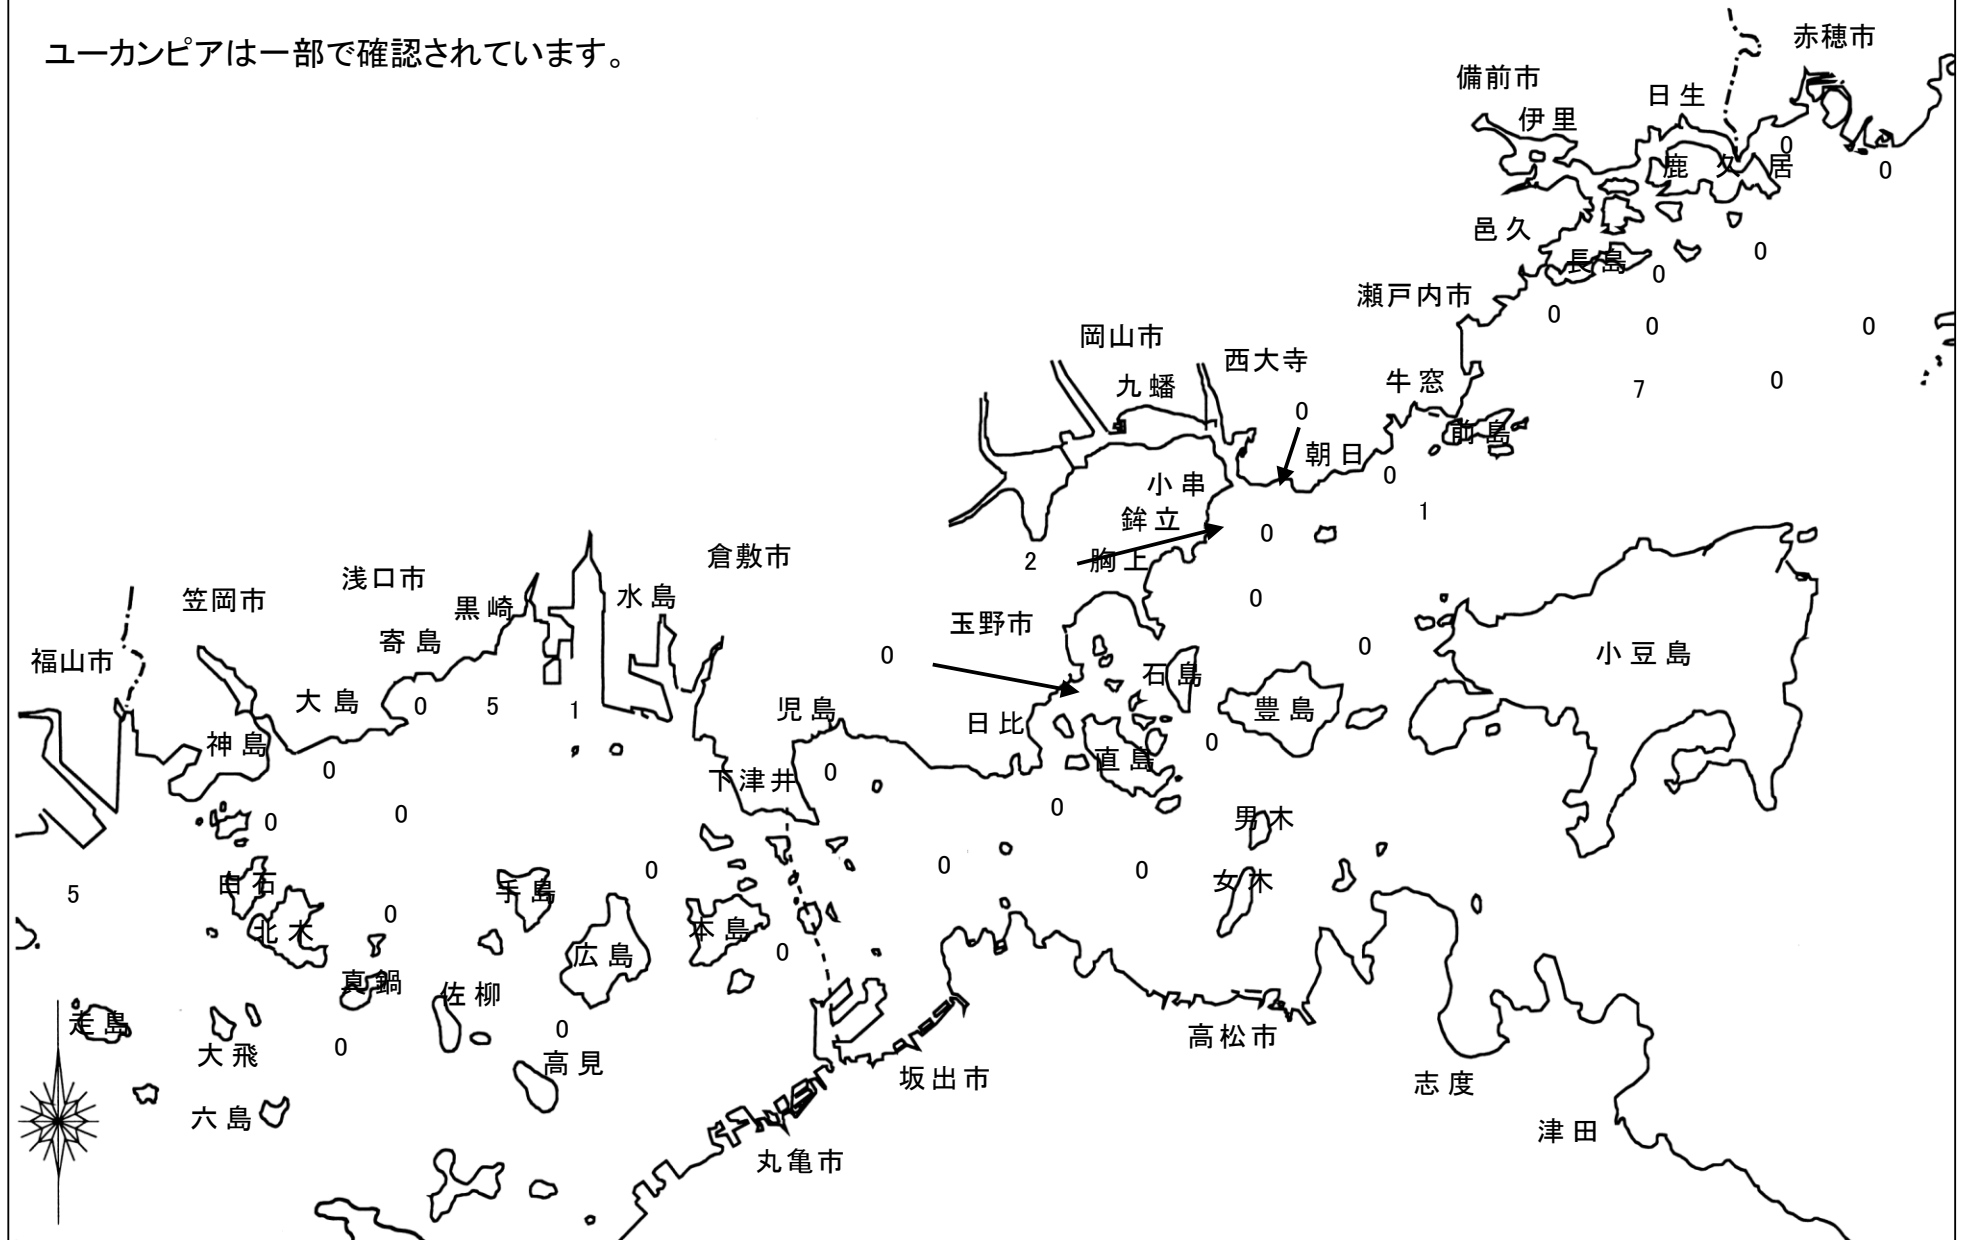 ユーカンピアは一部で確認されています。
赤穂市
備前市
日生
伊里
0
鹿久居
0
邑久
0
長島
0
瀬戸内市
0
0
0
岡山市
西大寺
牛窓
0
九蟠
7
0
前島
朝日
0
小串
1
鉾立
0
倉敷市
2
胸上
浅口市
水島
0
笠岡市
黒崎
玉野市
寄島
0
0
小豆島
福山市
石島
大島
0
5
1
児島
日比
豊島
神島
0
直島
0
下津井
0
0
0
0
男木
白石
手島
0
0
0
女木
5
0
北木
広島
本島
0
真鍋
佐柳
走島
0
大飛
0
高見
高松市
坂出市
志度
六島
丸亀市
津田